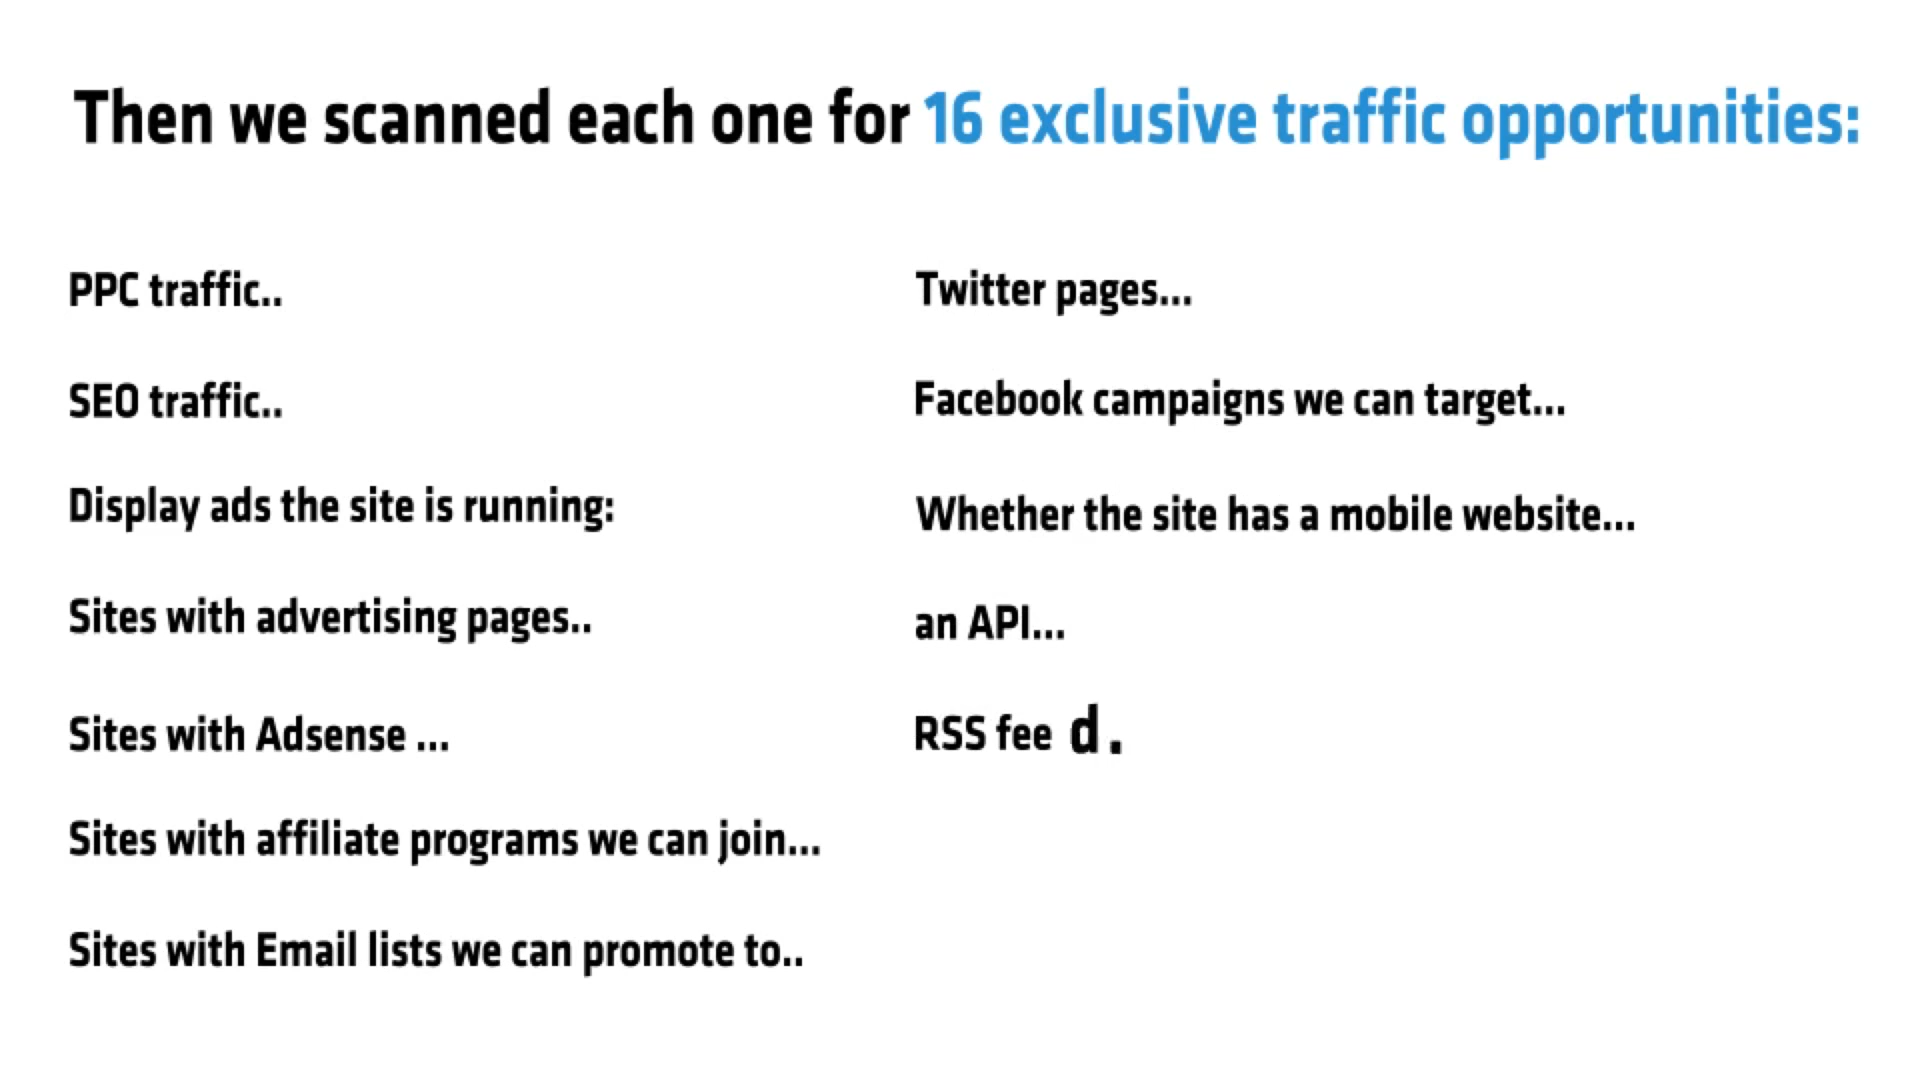 Then we scanned each one for 16 exclusive traffic opportunities:
PPC traffic..
SEO traffic..
Display ads the site is running:
Sites with advertising pages..
Sites with Adsense ...
Sites with affiliate programs we can join...
Sites with Email lists we can promote to..
Twitter pages...
Facebook campaigns we can target...
Whether the site has a mobile website...
an API...
RSS fee d.